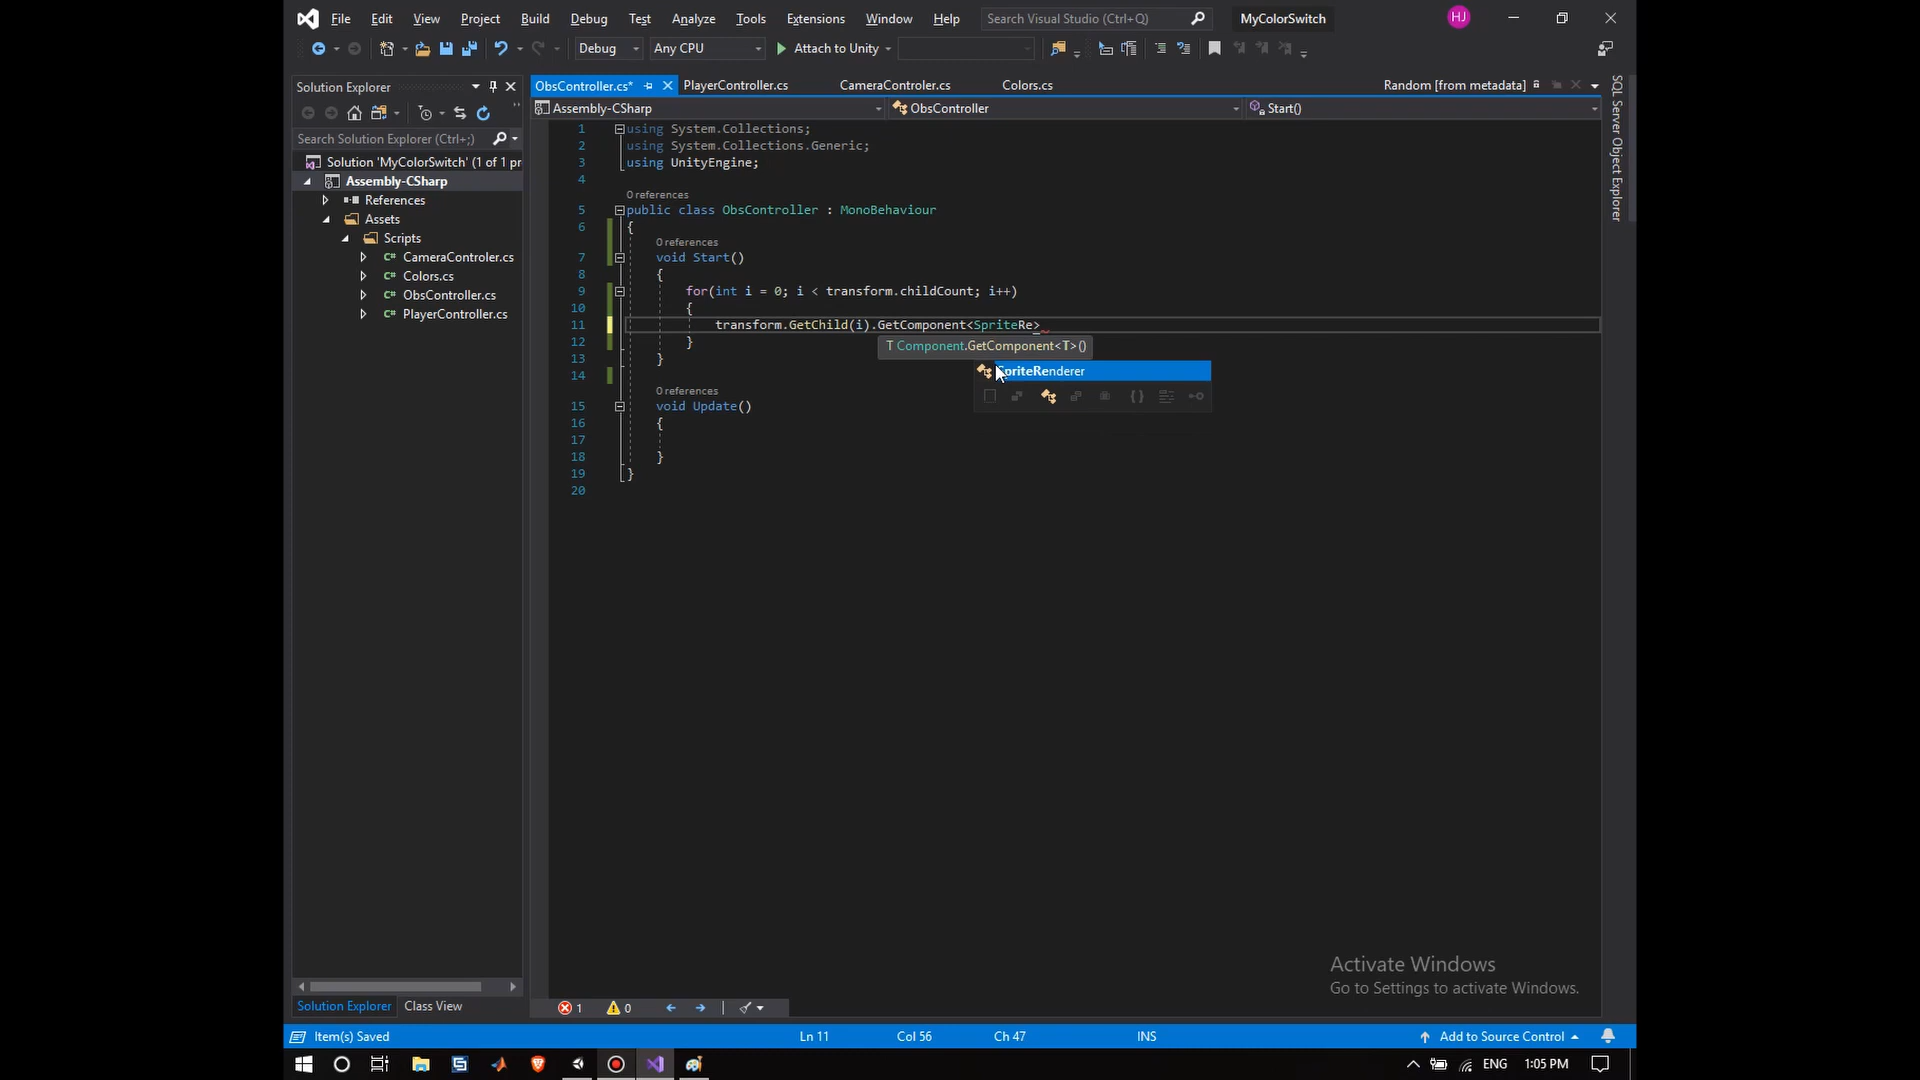 File Edit View Project Build Debug Test Analyze Tools Extensions Window Help Search Visual Studio (Ctrl+Q) MyColorSwitch HJ
Debug Any CPU Attach to Unity
Solution Explorer
Search Solution Explorer (Ctrl+;)
Solution 'MyColorSwitch' (1 of 1 pr
Assembly-CSharp
References
Assets
Scripts
CameraControler.cs
Colors.cs
ObsController.cs
PlayerController.cs
Solution Explorer Class View
ObsController.cs* PlayerController.cs CameraControler.cs Colors.cs Random [from metadata]
Assembly-CSharp ObsController Start()
1 using System.Collections;
2 using System.Collections.Generic;
3 using UnityEngine;
4
0 references
5 public class ObsController : MonoBehaviour
6 {
0 references
7 void Start()
8 {
9 for(int i = 0; i < transform.childCount; i++)
10 {
11 transform.GetChild(i).GetComponent<SpriteRe>
12 }
13 }
14
T Component.GetComponent<T>()
SpriteRenderer
0 references
15 void Update()
16 {
17
18 }
19 }
20
SQL Server Object Explorer
Activate Windows
Go to Settings to activate Windows.
1 0
Item(s) Saved Ln 11 Col 56 Ch 47 INS Add to Source Control
ENG 1:05 PM